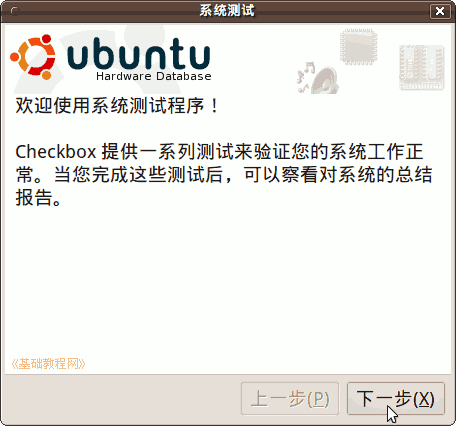 系统测试
ubuntu
Hardware Database
欢迎使用系统测试程序！
Checkbox 提供一系列测试来验证您的系统工作正
常。当您完成这些测试后，可以察看对系统的总结
报告。
《基础教程网》
上一步(P)
下一步(X)